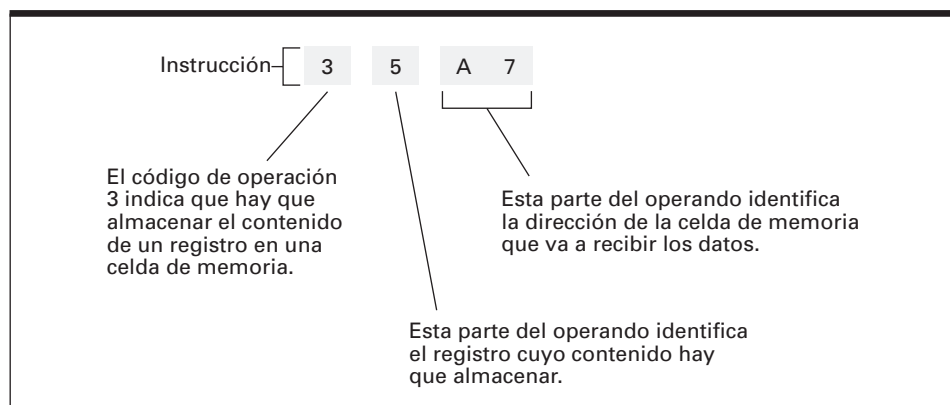 Instrucción 3 5 A 7
El código de operación
3 indica que hay que
almacenar el contenido
de un registro en una
celda de memoria.
Esta parte del operando identifica
la dirección de la celda de memoria
que va a recibir los datos.
Esta parte del operando identifica
el registro cuyo contenido hay
que almacenar.